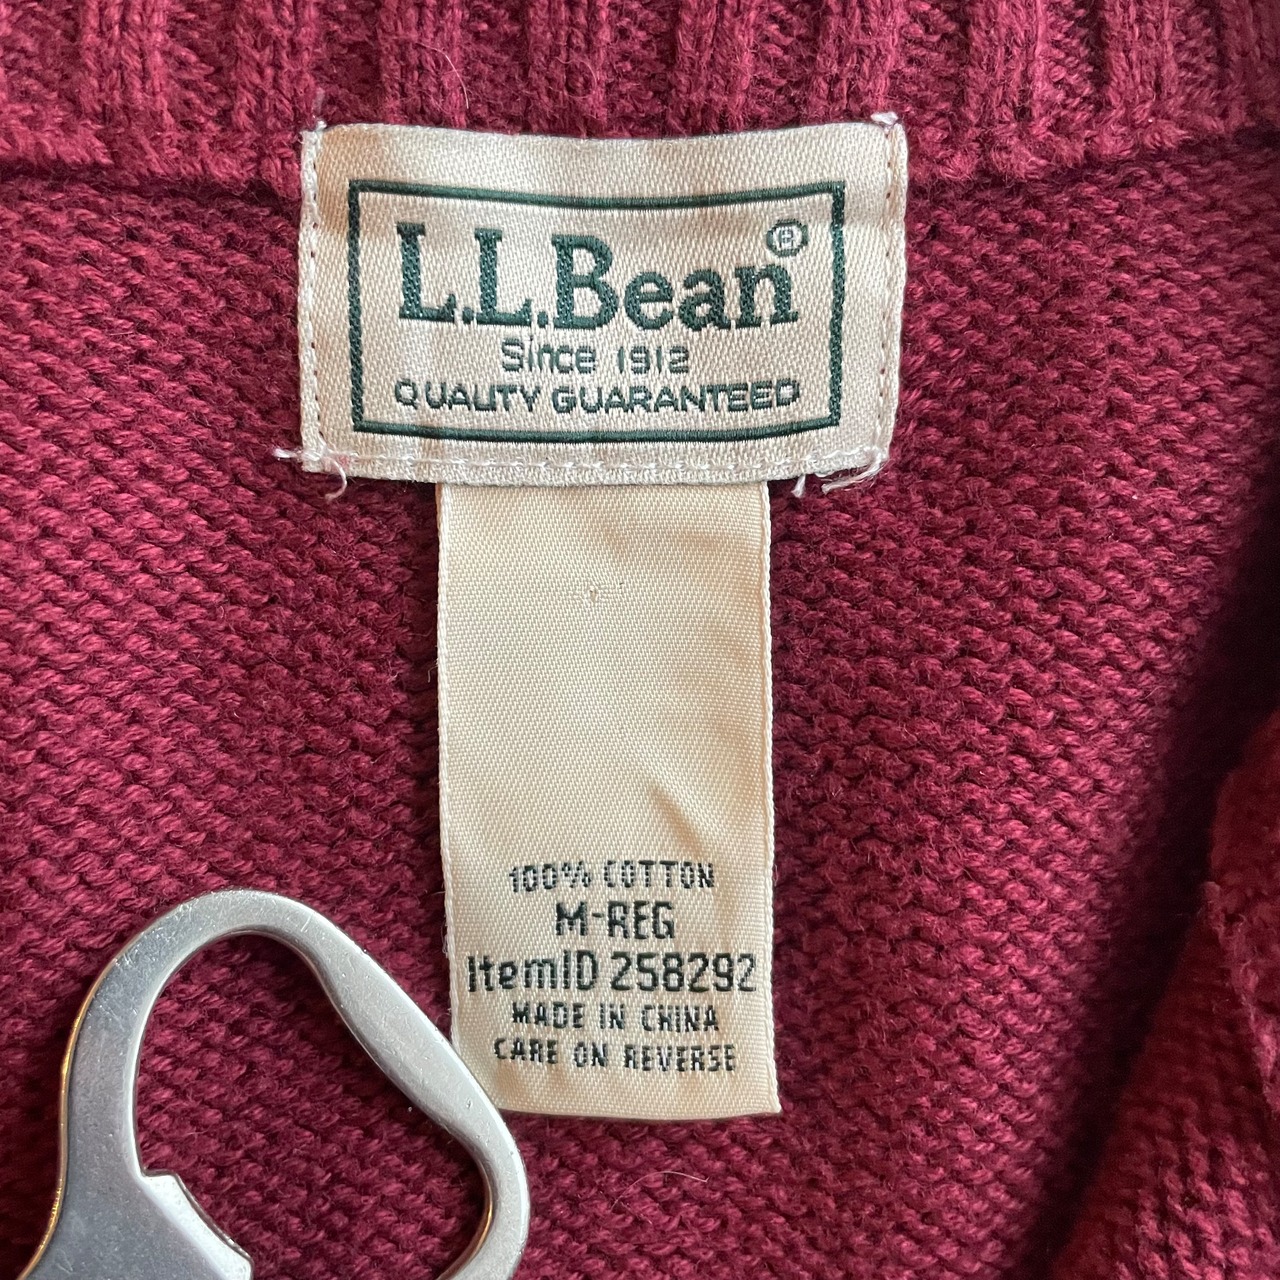 L.L.Bean®
Since 1912
QUALITY GUARANTEED
100% COTTON
M-REG
ItemID 258292
MADE IN CHINA
CARE ON REVERSE